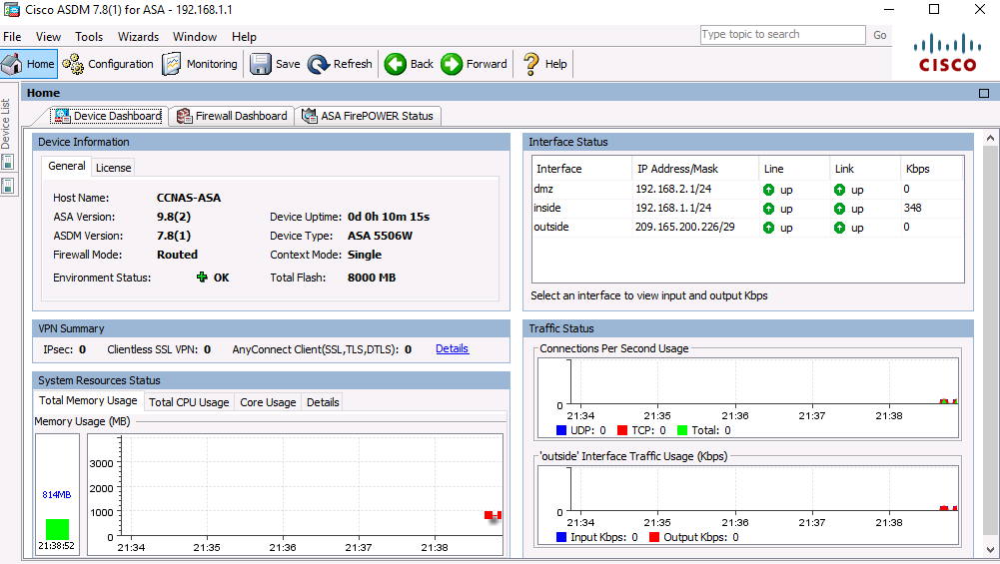 Cisco ASDM 7.8(1) for ASA - 192.168.1.1
File View Tools Wizards Window Help
Type topic to search Go
CISCO
Home Configuration Monitoring Save Refresh Back Forward Help
Device List
Home
Device Dashboard Firewall Dashboard ASA FirePOWER Status
Device Information
General License
Host Name: CCNAS-ASA
ASA Version: 9.8(2) Device Uptime: 0d 0h 10m 15s
ASDM Version: 7.8(1) Device Type: ASA 5506W
Firewall Mode: Routed Context Mode: Single
Environment Status: OK Total Flash: 8000 MB
Interface Status
Interface IP Address/Mask Line Link Kbps
dmz 192.168.2.1/24 up up 0
inside 192.168.1.1/24 up up 348
outside 209.165.200.226/29 up up 0
Select an interface to view input and output Kbps
VPN Summary
IPsec: 0 Clientless SSL VPN: 0 AnyConnect Client(SSL,TLS,DTLS): 0 Details
System Resources Status
Total Memory Usage Total CPU Usage Core Usage Details
Memory Usage (MB)
3000
2000
1000
0
814MB
21:38:52
21:34 21:35 21:36 21:37 21:38
Traffic Status
Connections Per Second Usage
0
21:34 21:35 21:36 21:37 21:38
UDP: 0 TCP: 0 Total: 0
'outside' Interface Traffic Usage (Kbps)
0
21:34 21:35 21:36 21:37 21:38
Input Kbps: 0 Output Kbps: 0